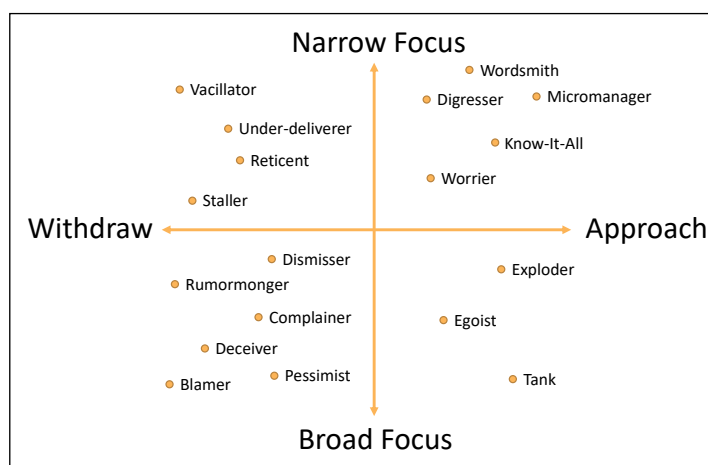 Narrow Focus
Wordsmith
Vacillator
Digresser
Micromanager
Under-deliverer
Know-It-All
Reticent
Worrier
Staller
Withdraw
Approach
Dismisser
Exploder
Rumormonger
Complainer
Egoist
Deceiver
Pessimist
Blamer
Tank
Broad Focus